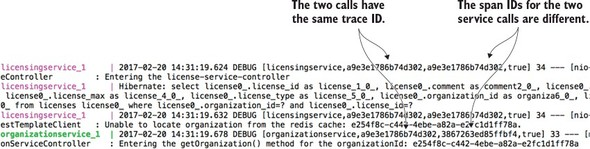 The two calls have
the same trace ID.
The span IDs for the two
service calls are different.
licensingservice_1 | 2017-02-20 14:31:19.624 DEBUG [licensingservice,a9e3e1786b74d302,a9e3e1786b74d302,true] 34 --- [nio-
eController : Entering the license-service-controller
licensingservice_1 | Hibernate: select license0_.license_id as license_1_0_, license0_.comment as comment2_0_, license0_
_, license0_.license_max as license_4_0_, license0_.license_type as license_5_0_, license0_.organization_id as organiza6_0_, l
0_ from licenses license0_ where license0_.organization_id=? and license0_.license_id=?
licensingservice_1 | 2017-02-20 14:31:19.632 DEBUG [licensingservice,a9e3e1786b74d302,a9e3e1786b74d302,true] 34 --- [nio-
estTemplateClient : Unable to locate organization from the redis cache: e254f8c-c442-4ebe-a82a-e2fc1d1ff78a.
organizationservice_1 | 2017-02-20 14:31:19.678 DEBUG [organizationservice,a9e3e1786b74d302,3867263ed85ffbf4,true] 33 --- [n
onServiceController : Entering the getOrganization() method for the organizationId: e254f8c-c442-4ebe-a82a-e2fc1d1ff78a